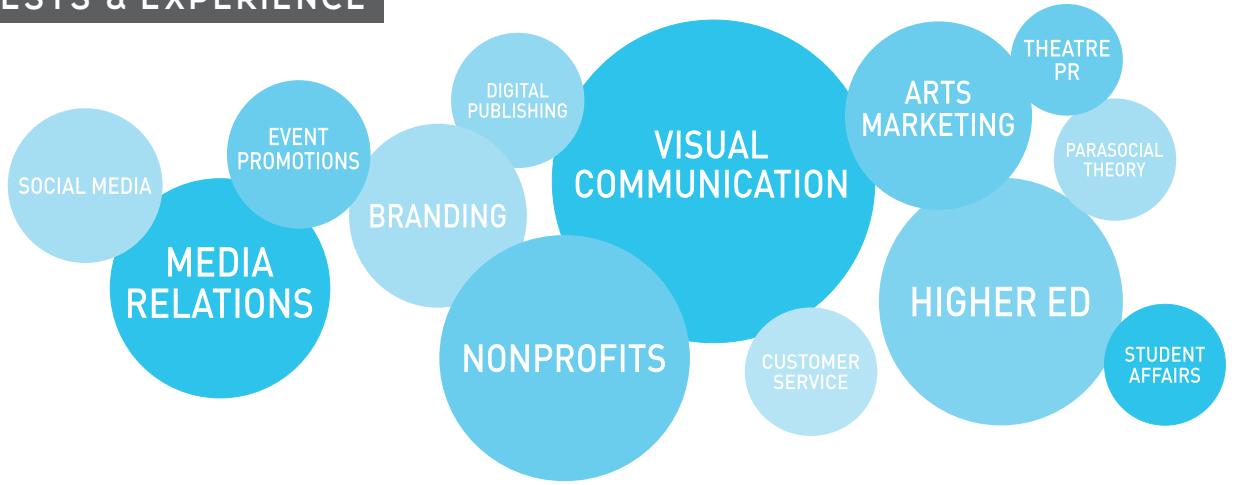 & EXPERIENCE
THEATRE
PR
DIGITAL
PUBLISHING
ARTS
MARKETING
EVENT
PROMOTIONS
VISUAL
COMMUNICATION
PARASOCIAL
THEORY
SOCIAL MEDIA
BRANDING
MEDIA
RELATIONS
HIGHER ED
NONPROFITS
CUSTOMER
SERVICE
STUDENT
AFFAIRS